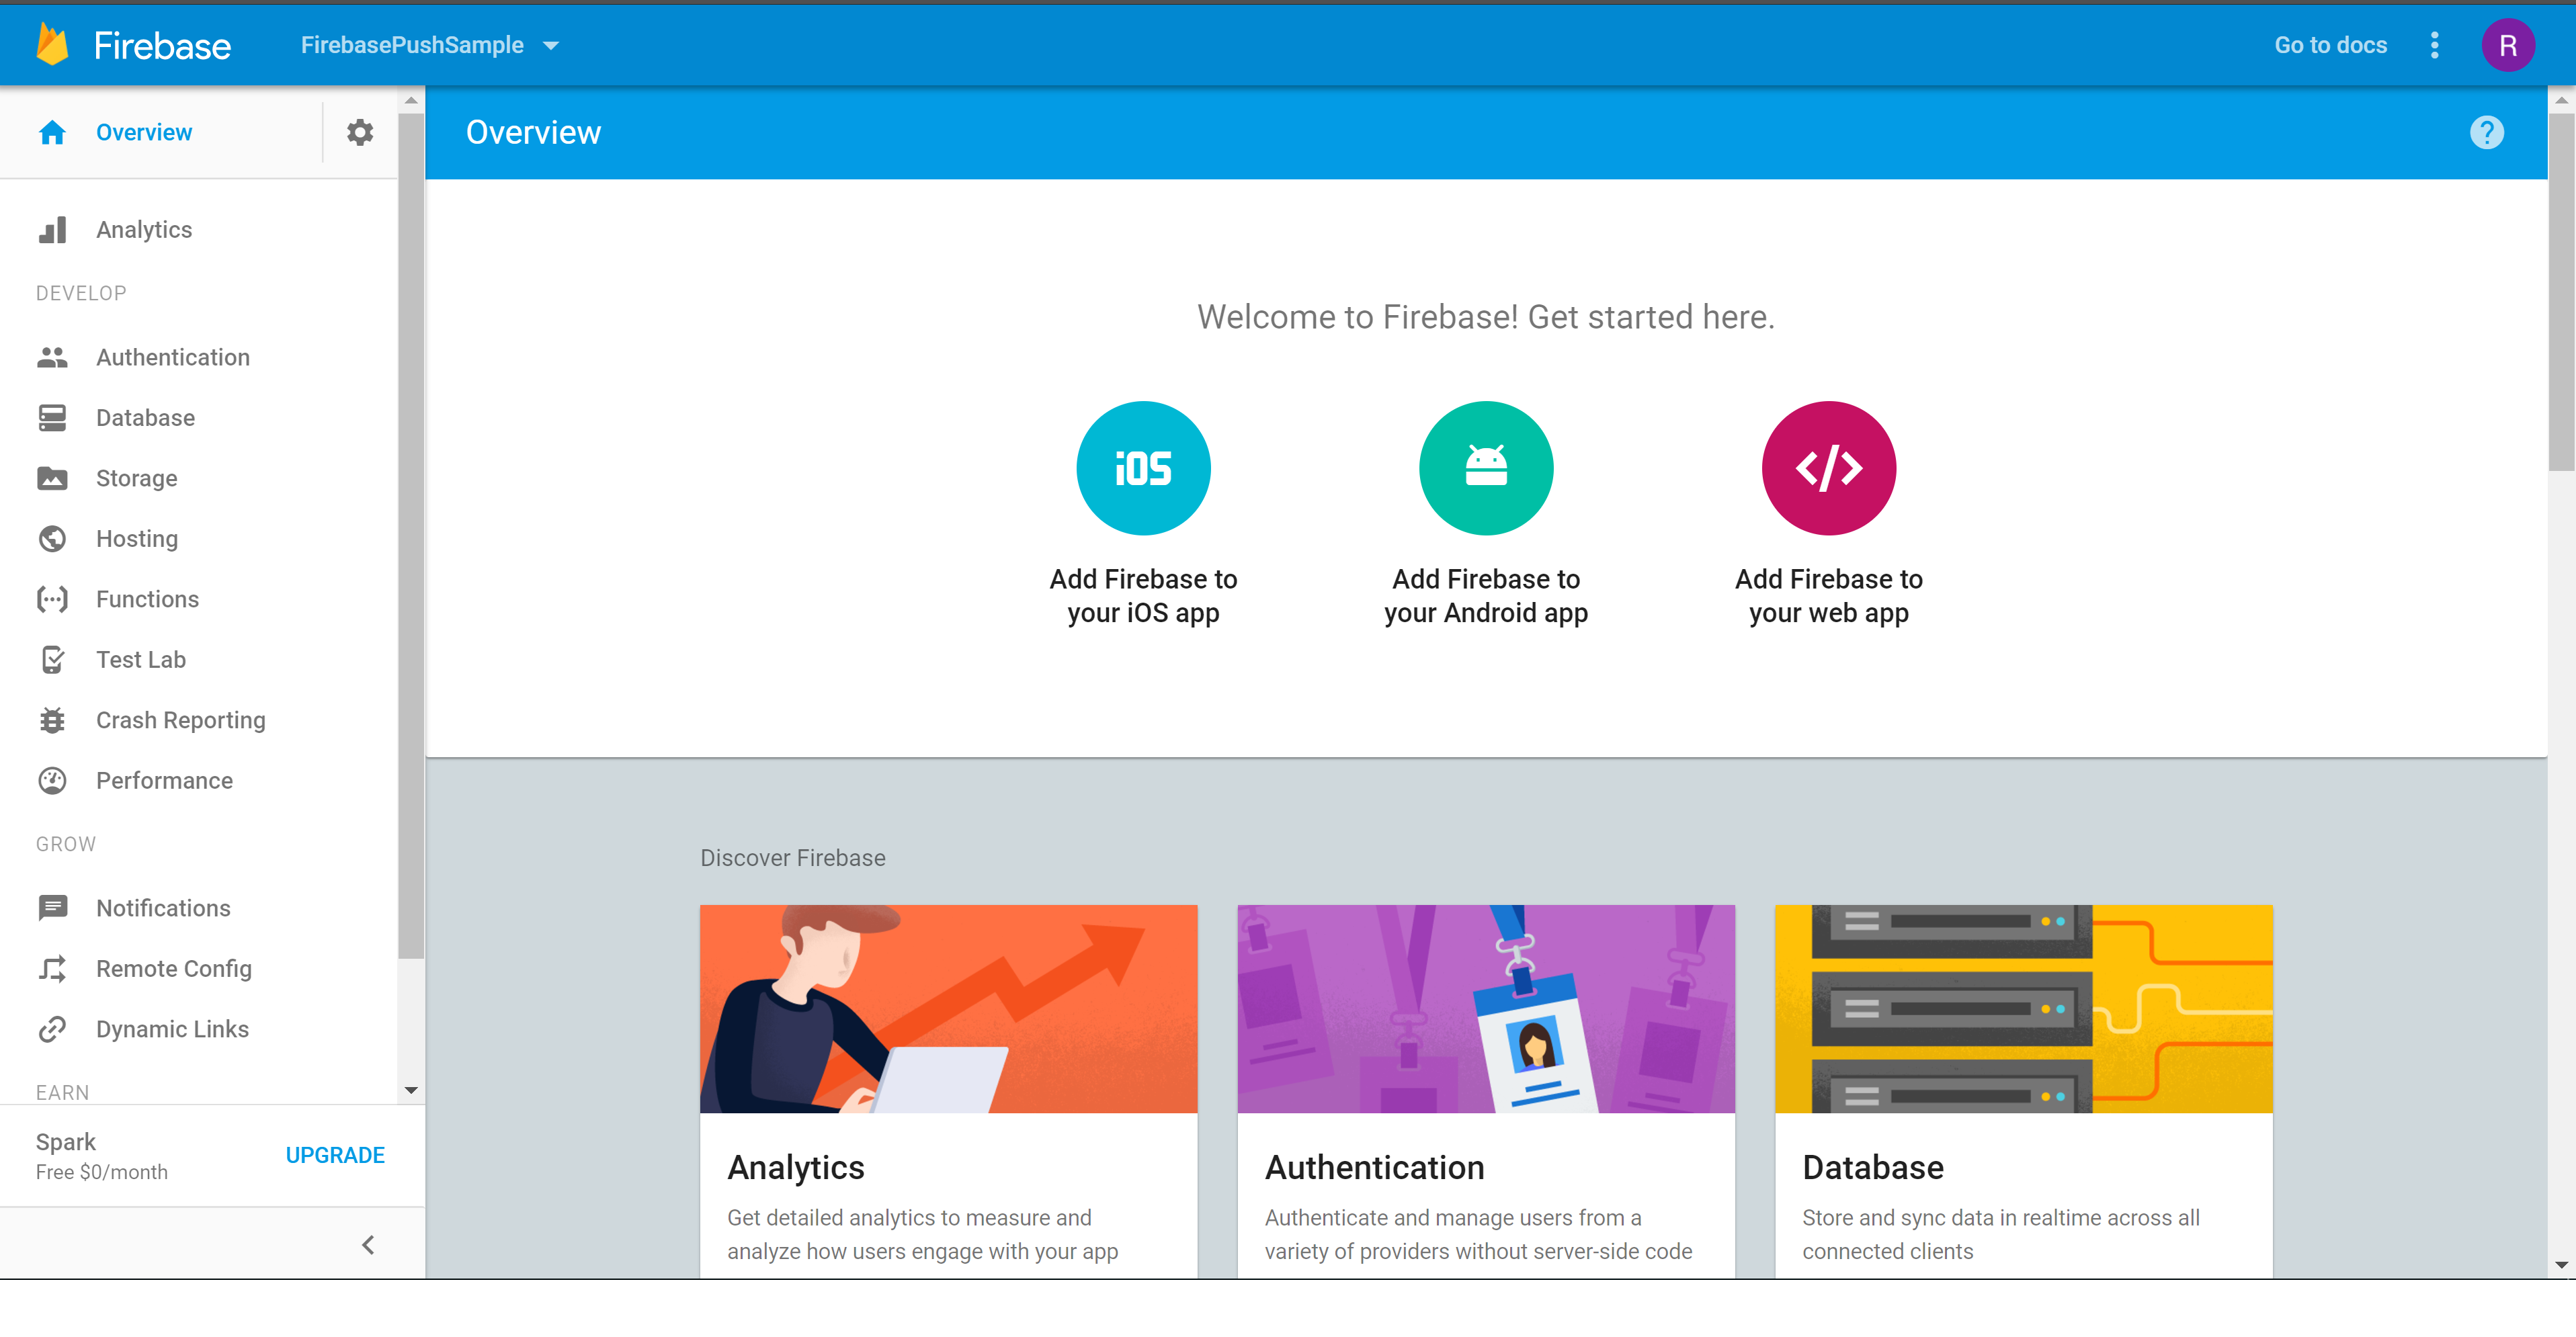 Firebase
FirebasePushSample
Go to docs
R
Overview
Overview
?
Analytics
DEVELOP
Authentication
Database
Storage
Hosting
Functions
Test Lab
Crash Reporting
Performance
GROW
Notifications
Remote Config
Dynamic Links
EARN
Spark
Free $0/month
UPGRADE
Welcome to Firebase! Get started here.
iOS
</>
Add Firebase to
your iOS app
Add Firebase to
your Android app
Add Firebase to
your web app
Discover Firebase
Analytics
Get detailed analytics to measure and
analyze how users engage with your app
Authentication
Authenticate and manage users from a
variety of providers without server-side code
Database
Store and sync data in realtime across all
connected clients